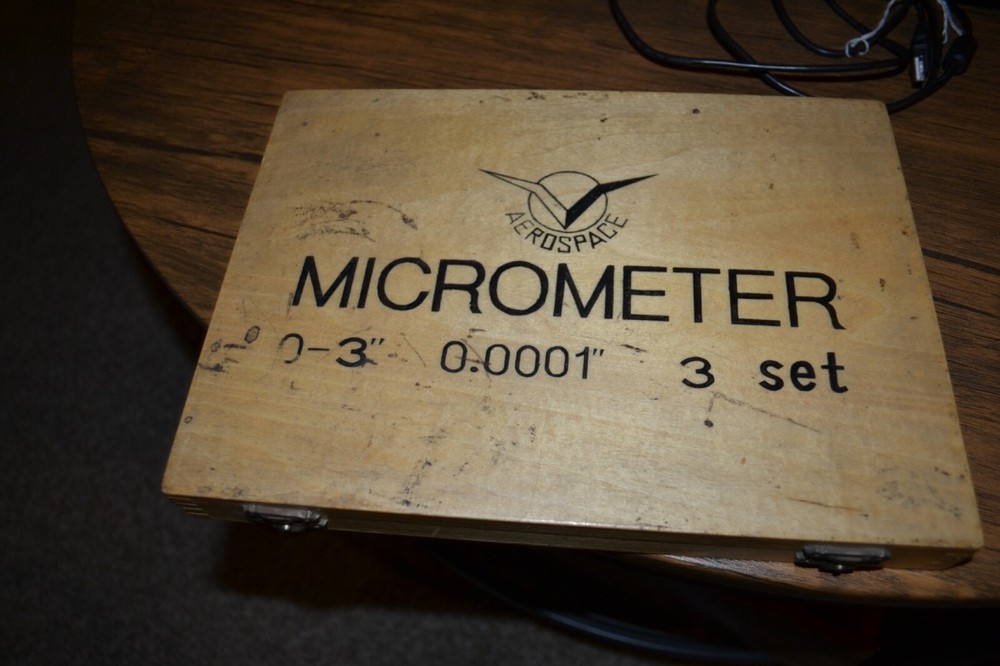 AEROSPACE
MICROMETER
0-3" 0.0001" 3 set